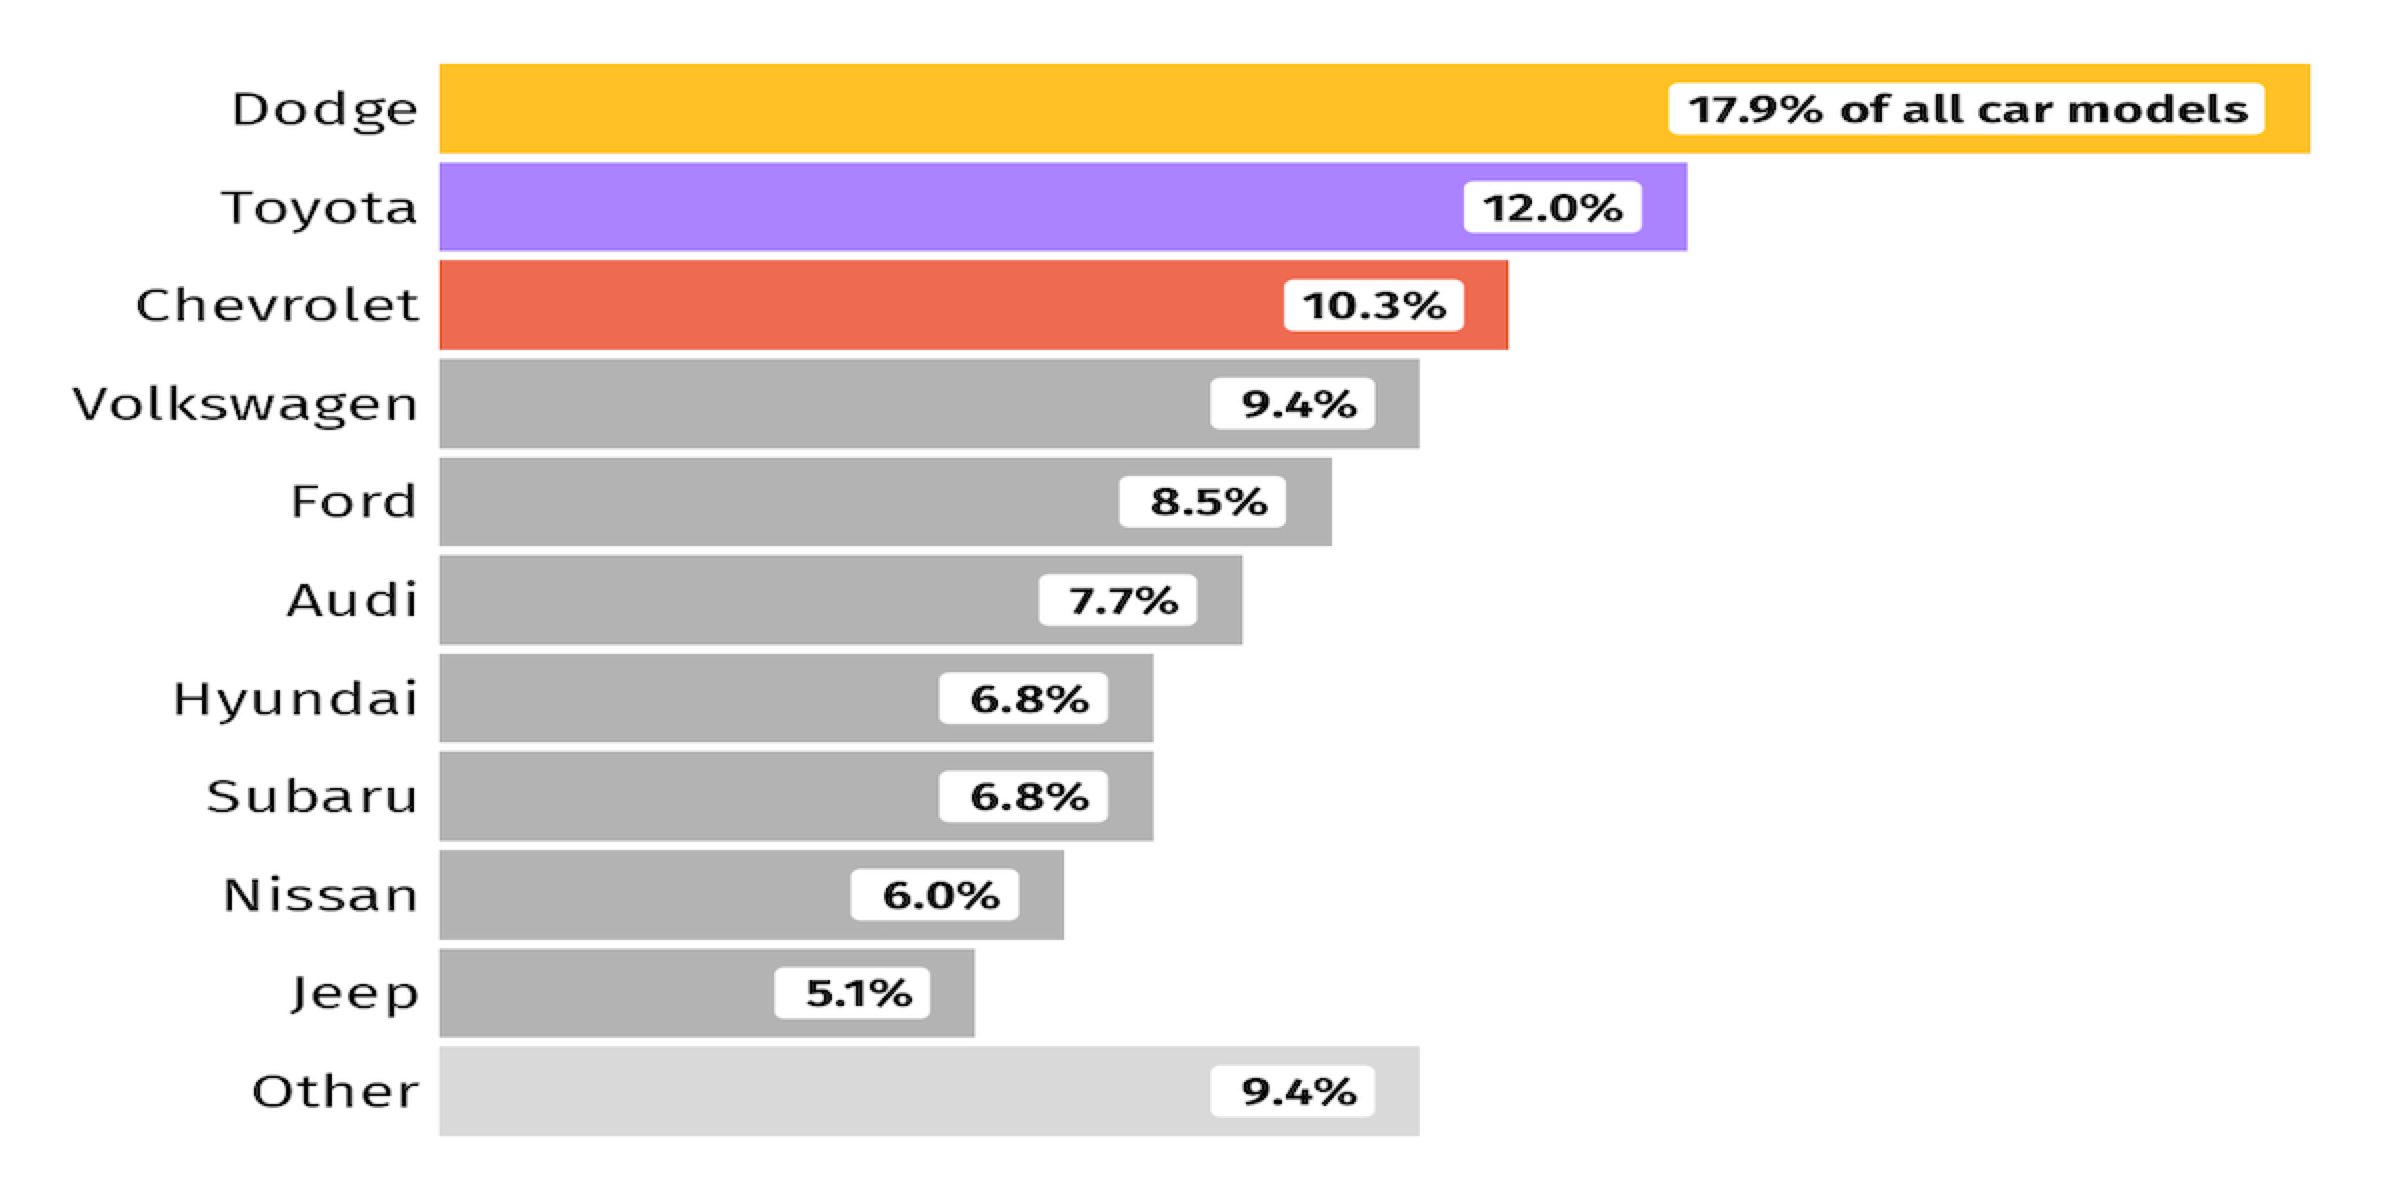 Dodge 17.9% of all car models
Toyota 12.0%
Chevrolet 10.3%
Volkswagen 9.4%
Ford 8.5%
Audi 7.7%
Hyundai 6.8%
Subaru 6.8%
Nissan 6.0%
Jeep 5.1%
Other 9.4%